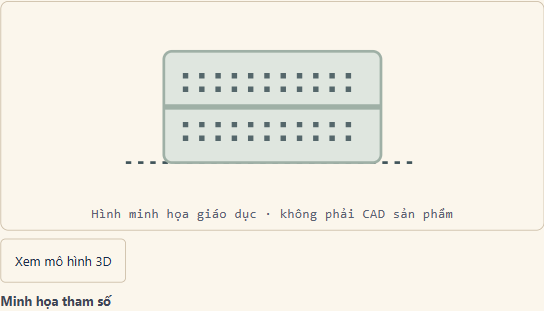 Hình minh họa giáo dục · không phải CAD sản phẩm
Xem mô hình 3D
Minh họa tham số